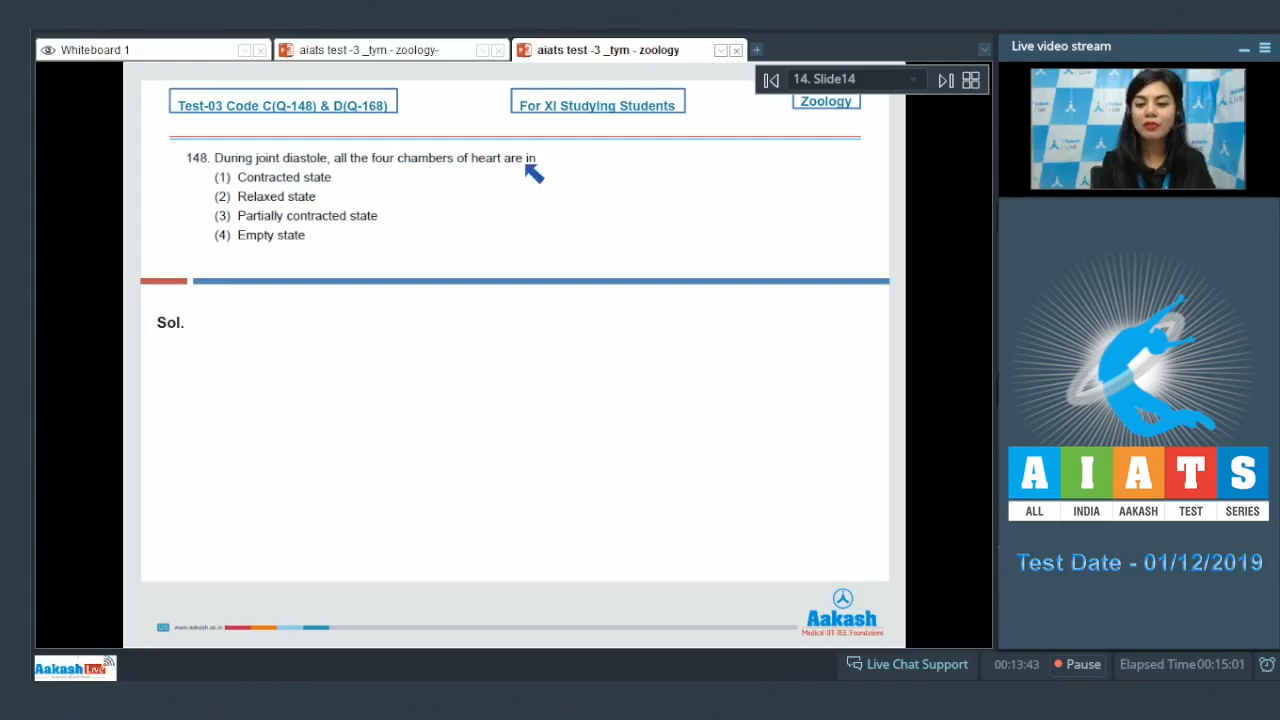 Whiteboard 1
aiats test -3 _tym - zoology-
aiats test -3 _tym - zoology
Live video stream
14. Slide14
Test-03 Code C(Q-148) & D(Q-168)
For XI Studying Students
Zoology
148. During joint diastole, all the four chambers of heart are in
(1) Contracted state
(2) Relaxed state
(3) Partially contracted state
(4) Empty state
Sol.
A I A T S
ALL INDIA AAKASH TEST SERIES
Test Date - 01/12/2019
www.aakash.ac.in
Aakash
Medical|IIT-JEE|Foundations
Aakash Live
Live Chat Support
00:13:43
Pause
Elapsed Time 00:15:01